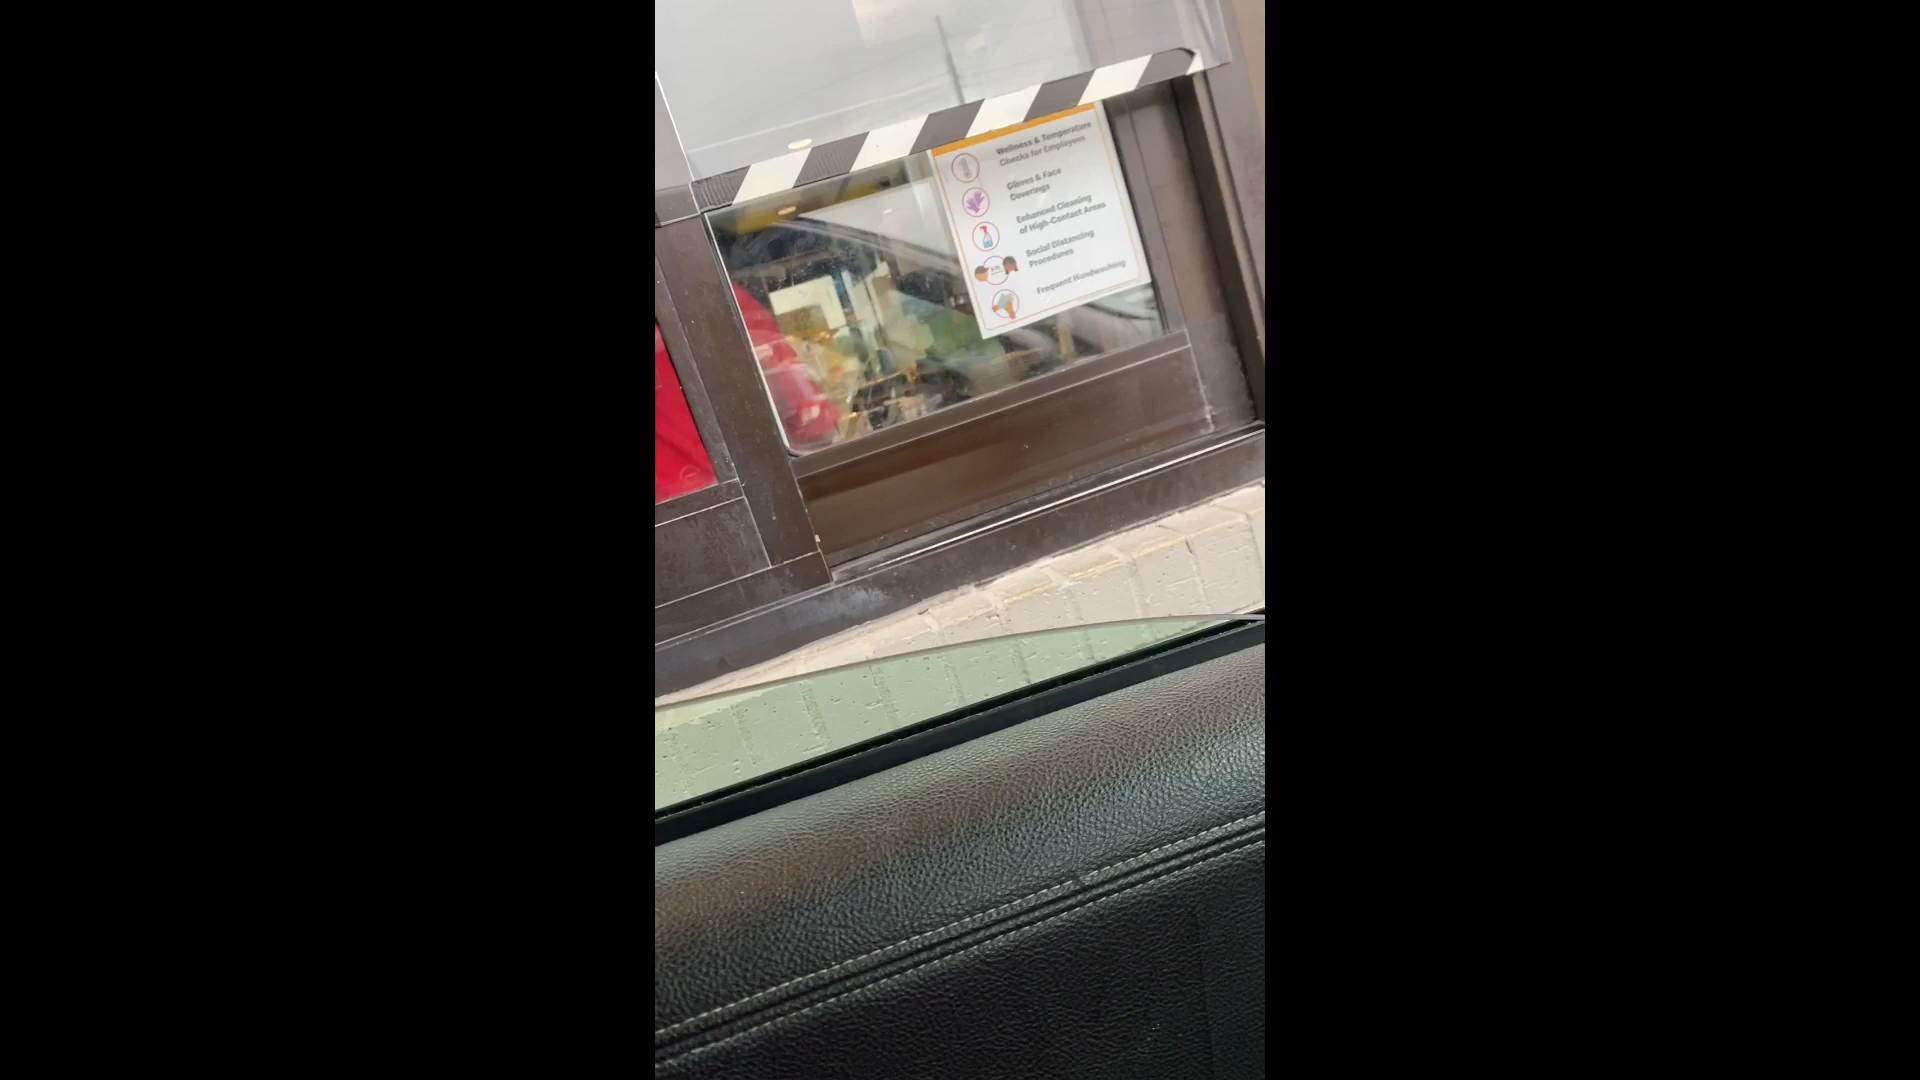 Wellness & Temperature
Checks for Employees
Gloves & Face
Coverings
Enhanced Cleaning
of High-Contact Areas
Social Distancing
Procedures
Frequent Handwashing